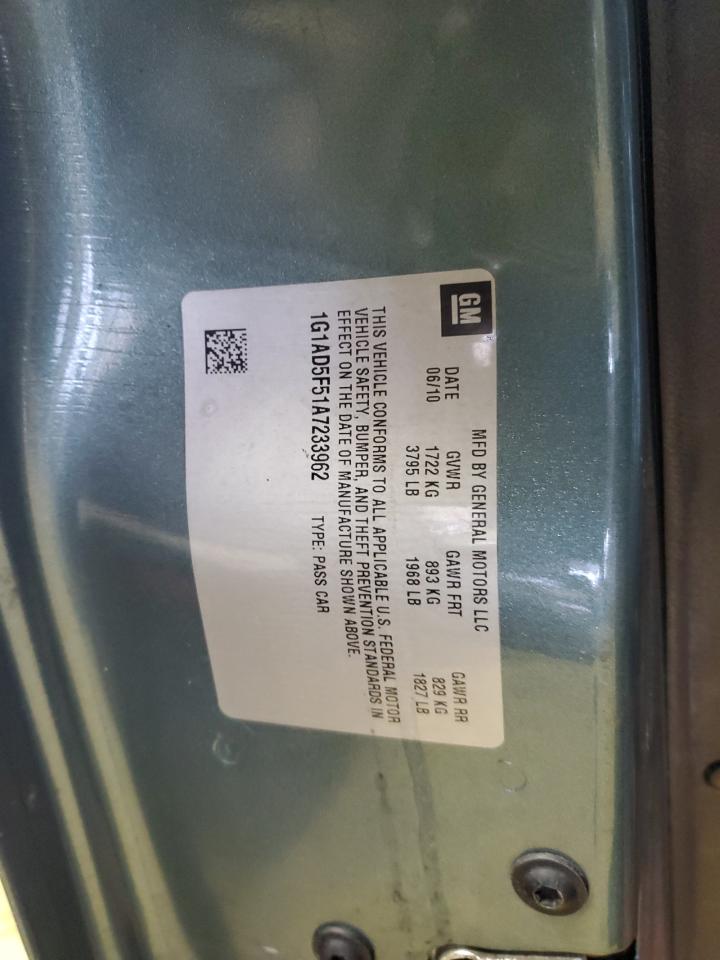 GM
MFD BY GENERAL MOTORS LLC
DATE GVWR GAWR FRT GAWR RR
06/10 1722 KG 893 KG 829 KG
3795 LB 1968 LB 1827 LB
THIS VEHICLE CONFORMS TO ALL APPLICABLE U.S. FEDERAL MOTOR
VEHICLE SAFETY, BUMPER, AND THEFT PREVENTION STANDARDS IN
EFFECT ON THE DATE OF MANUFACTURE SHOWN ABOVE.
1G1AD5F51A7233962 TYPE: PASS CAR